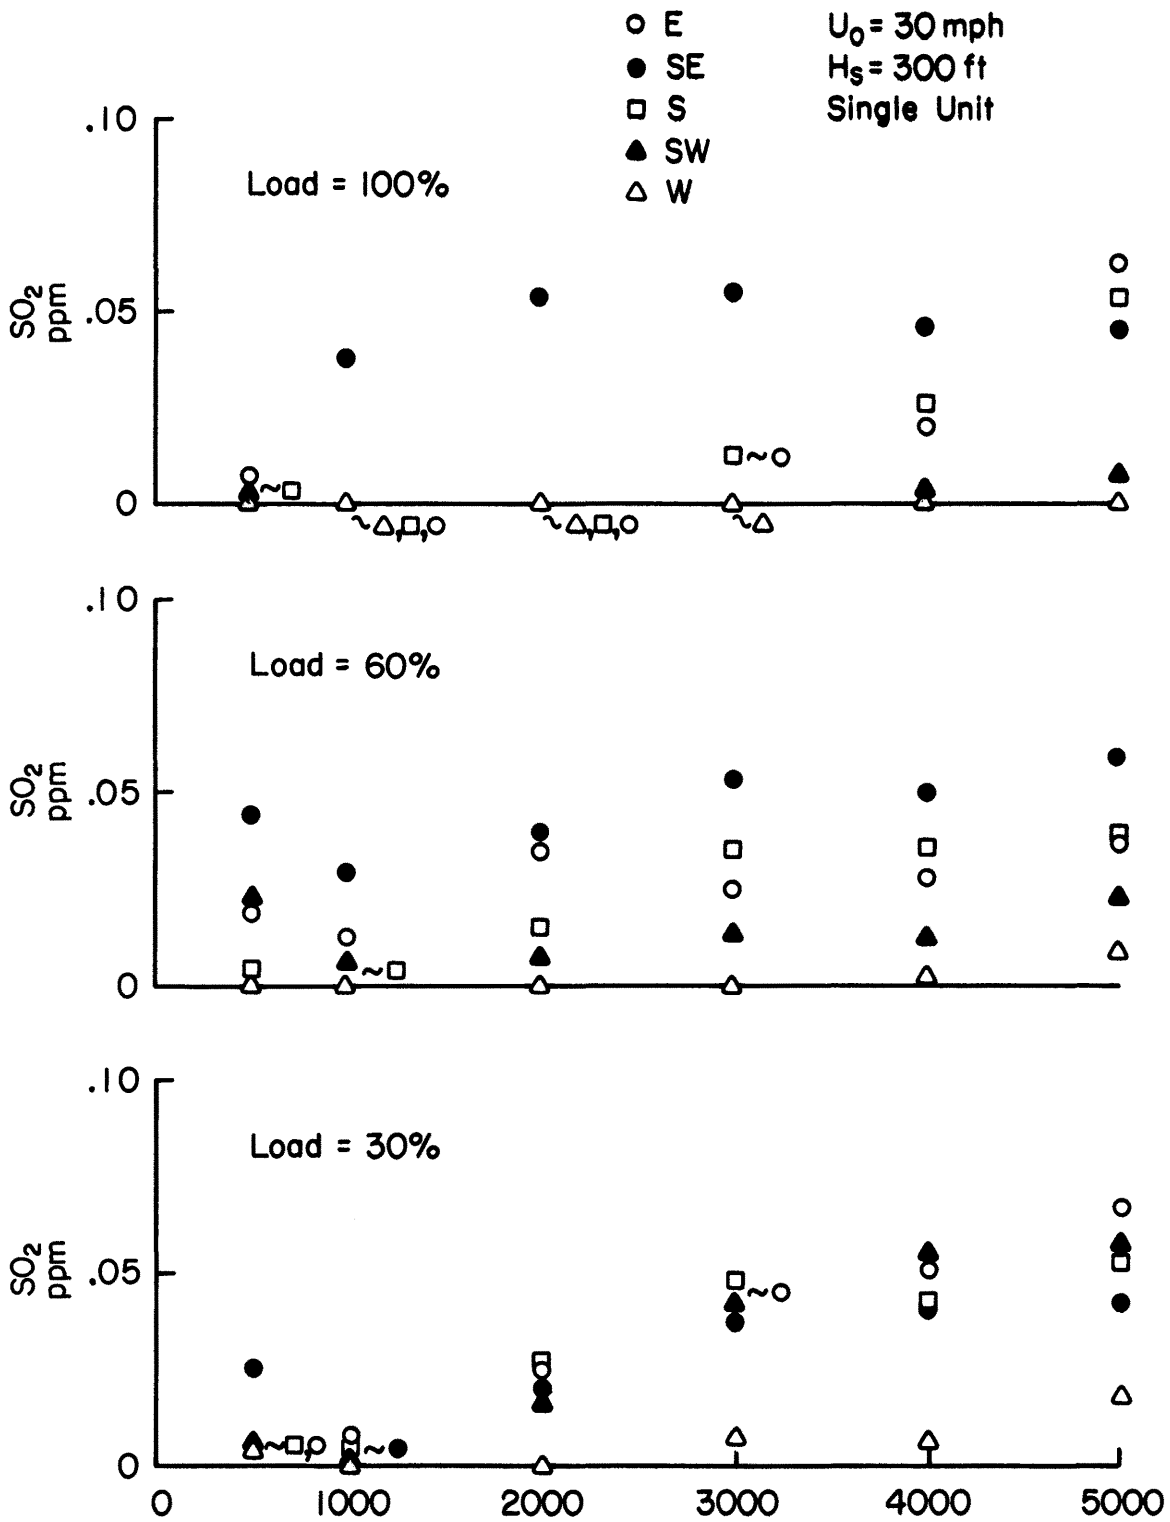 E
SE
S
SW
W
U₀ = 30 mph
Hₛ = 300 ft
Single Unit
.10
Load = 100%
SO₂
ppm
.05
0
.10
Load = 60%
SO₂
ppm
.05
0
.10
Load = 30%
SO₂
ppm
.05
0
0 1000 2000 3000 4000 5000